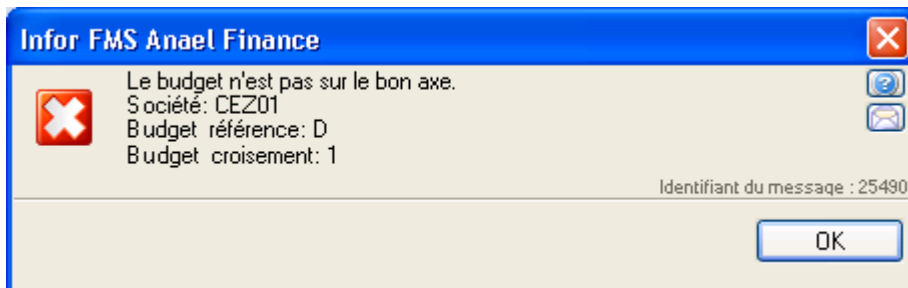 Infor FMS Anael Finance
Le budget n'est pas sur le bon axe.
Société: CEZ01
Budget référence: D
Budget croisement: 1
Identifiant du message : 25490
OK